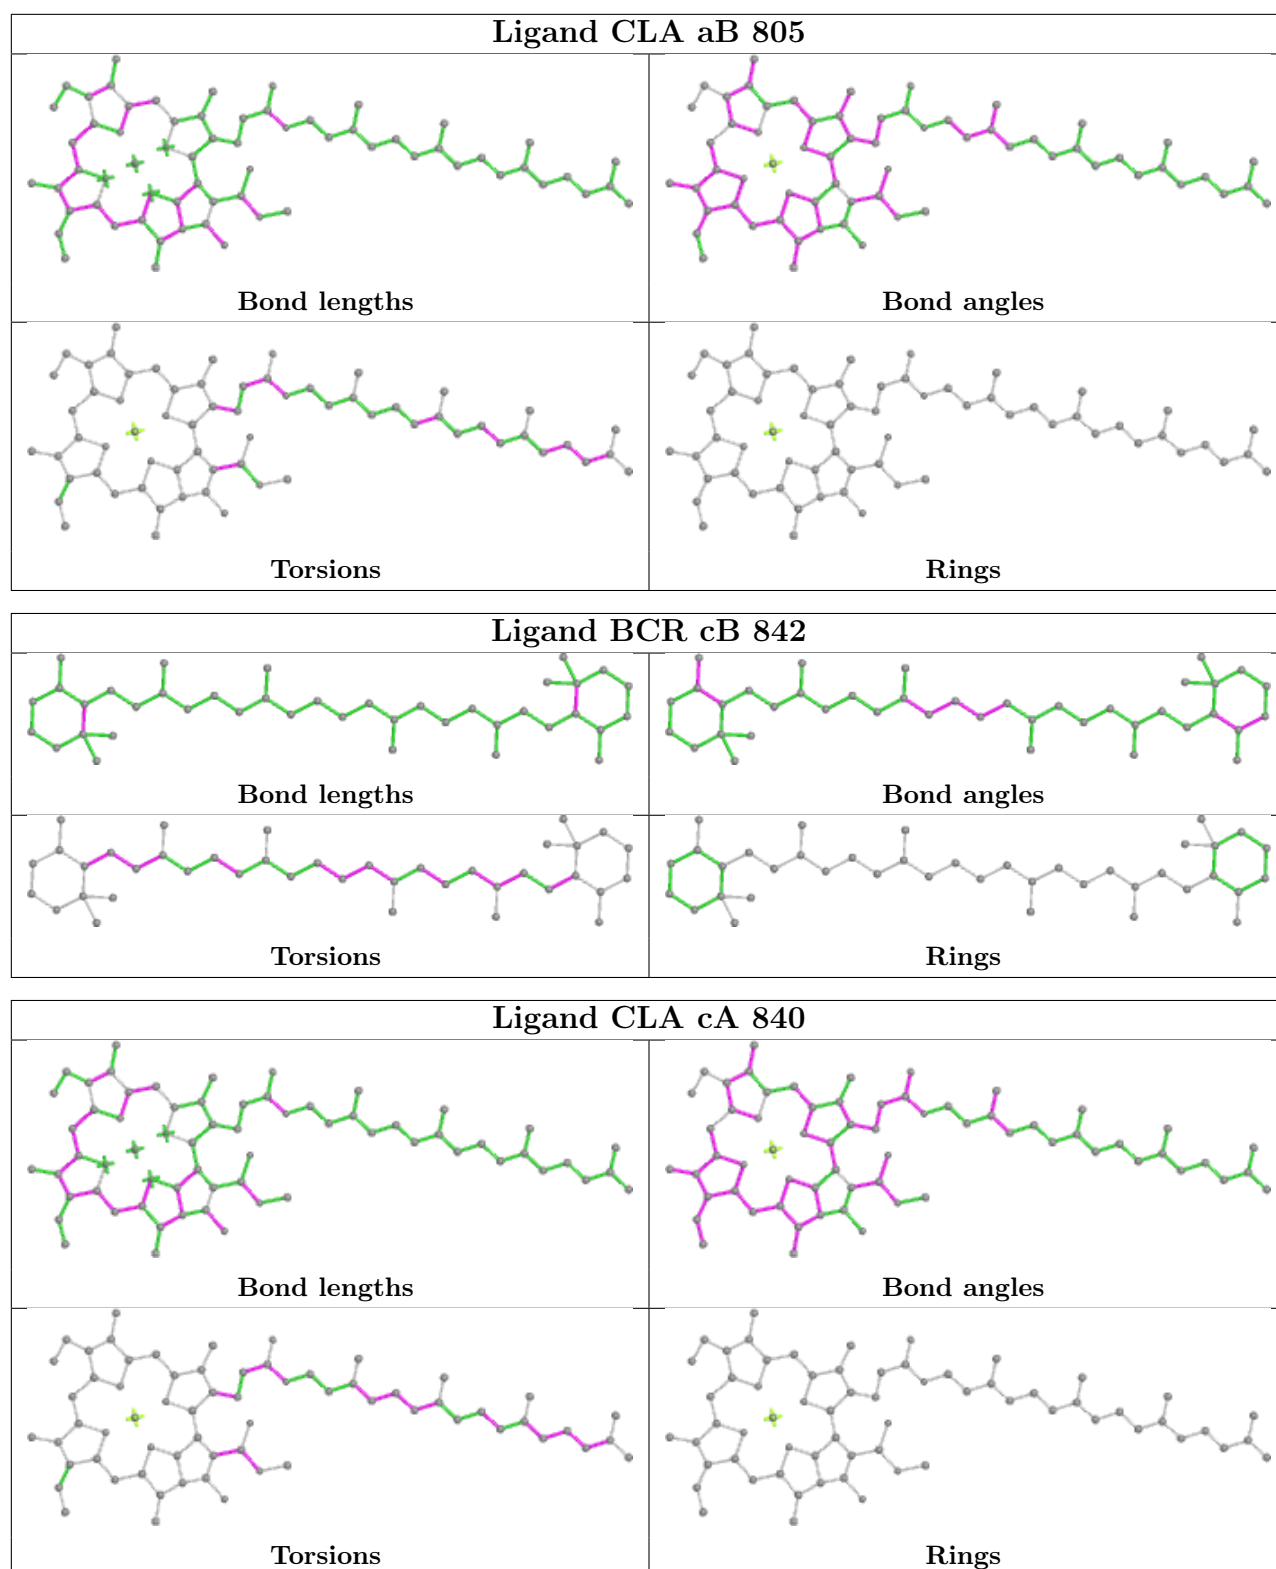 Ligand CLA aB 805
Bond lengths
Bond angles
Torsions
Rings
Ligand BCR cB 842
Bond lengths
Bond angles
Torsions
Rings
Ligand CLA cA 840
Bond lengths
Bond angles
Torsions
Rings